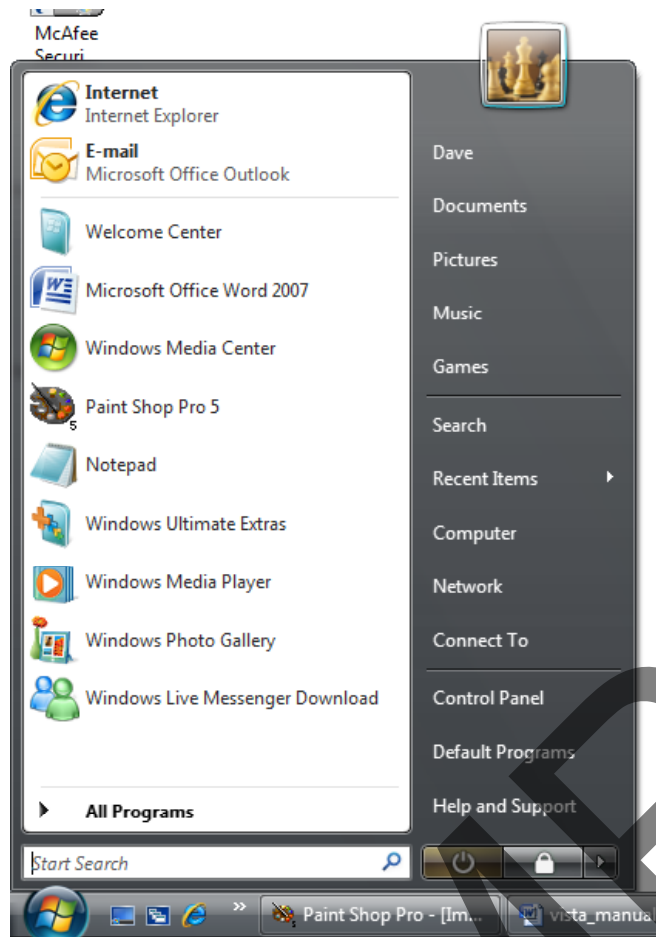 McAfee
Securi
Internet
Internet Explorer
E-mail
Microsoft Office Outlook
Welcome Center
Microsoft Office Word 2007
Windows Media Center
Paint Shop Pro 5
5
Notepad
Windows Ultimate Extras
Windows Media Player
Windows Photo Gallery
Windows Live Messenger Download
All Programs
Start Search
Dave
Documents
Pictures
Music
Games
Search
Recent Items
Computer
Network
Connect To
Control Panel
Default Programs
Help and Support
Paint Shop Pro - [Im...
vista_manual